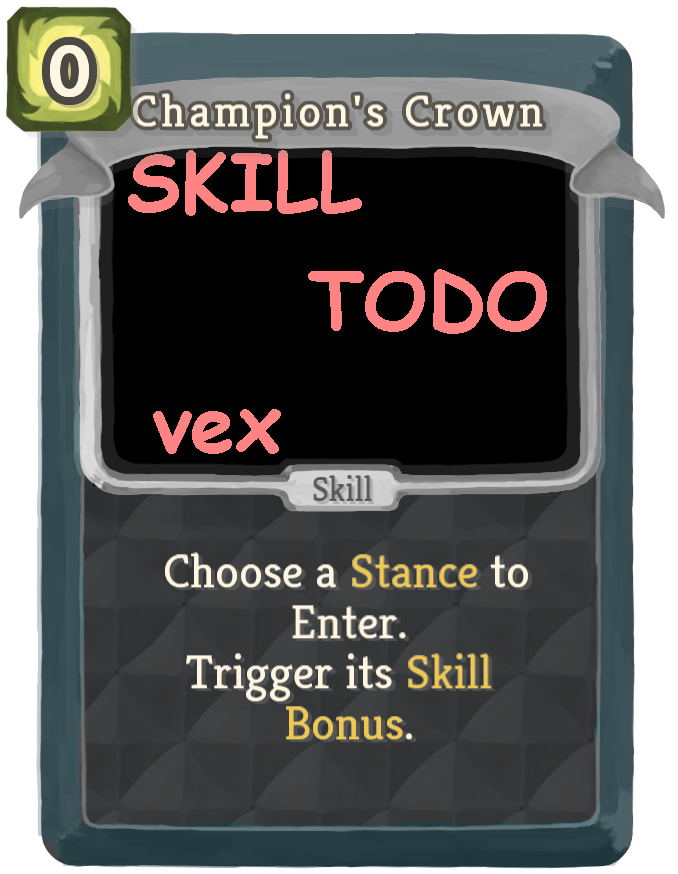 0
Champion's Crown
SKILL
TODO
vex
Skill
Choose a Stance to
Enter.
Trigger its Skill
Bonus.